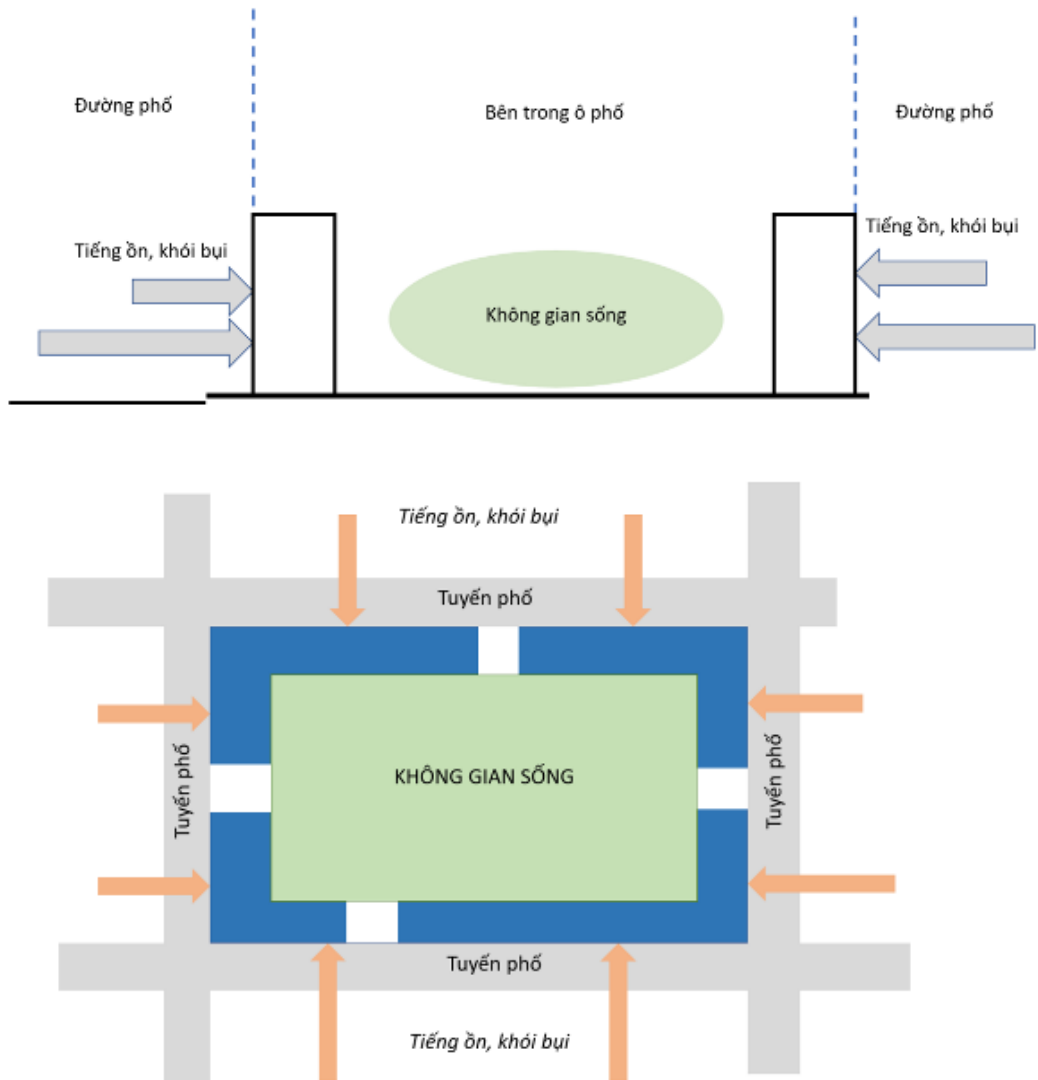 Đường phố
Bên trong ô phố
Đường phố
Tiếng ồn, khói bụi
Tiếng ồn, khói bụi
Không gian sống
Tiếng ồn, khói bụi
Tuyến phố
Tuyến phố
KHÔNG GIAN SỐNG
Tuyến phố
Tuyến phố
Tiếng ồn, khói bụi